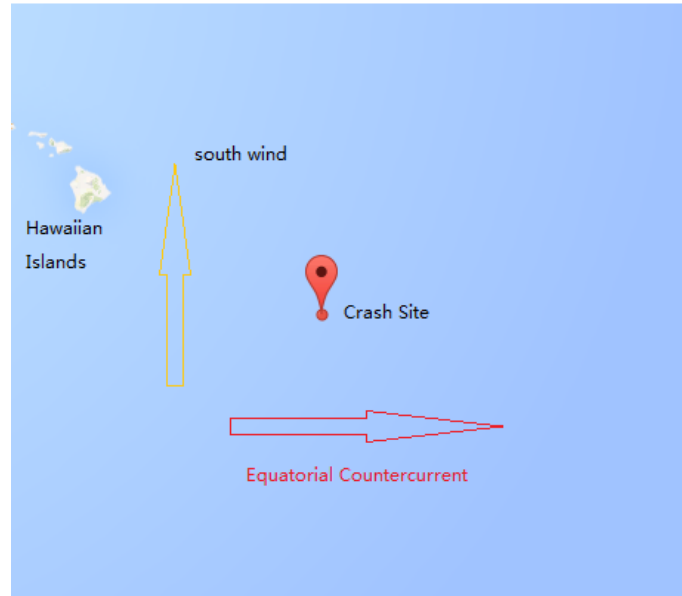 south wind
Hawaiian
Islands
Crash Site
Equatorial Countercurrent